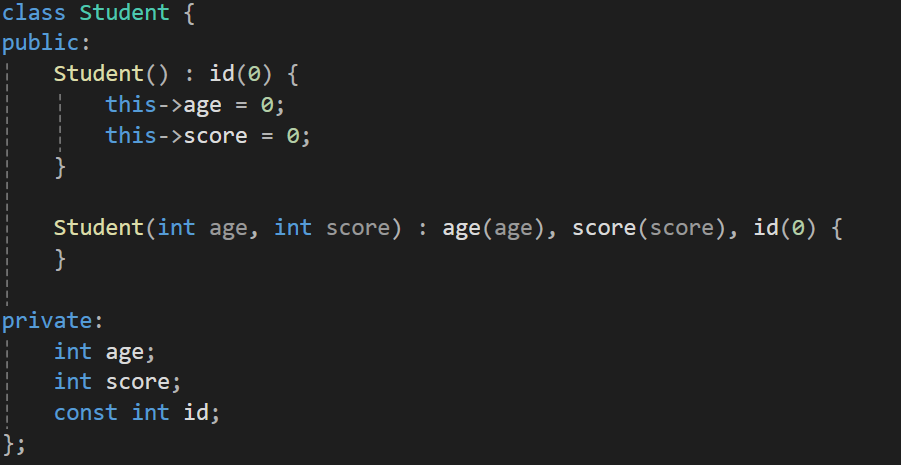 class Student {
public:
    Student() : id(0) {
        this->age = 0;
        this->score = 0;
    }

    Student(int age, int score) : age(age), score(score), id(0) {
    }

private:
    int age;
    int score;
    const int id;
};